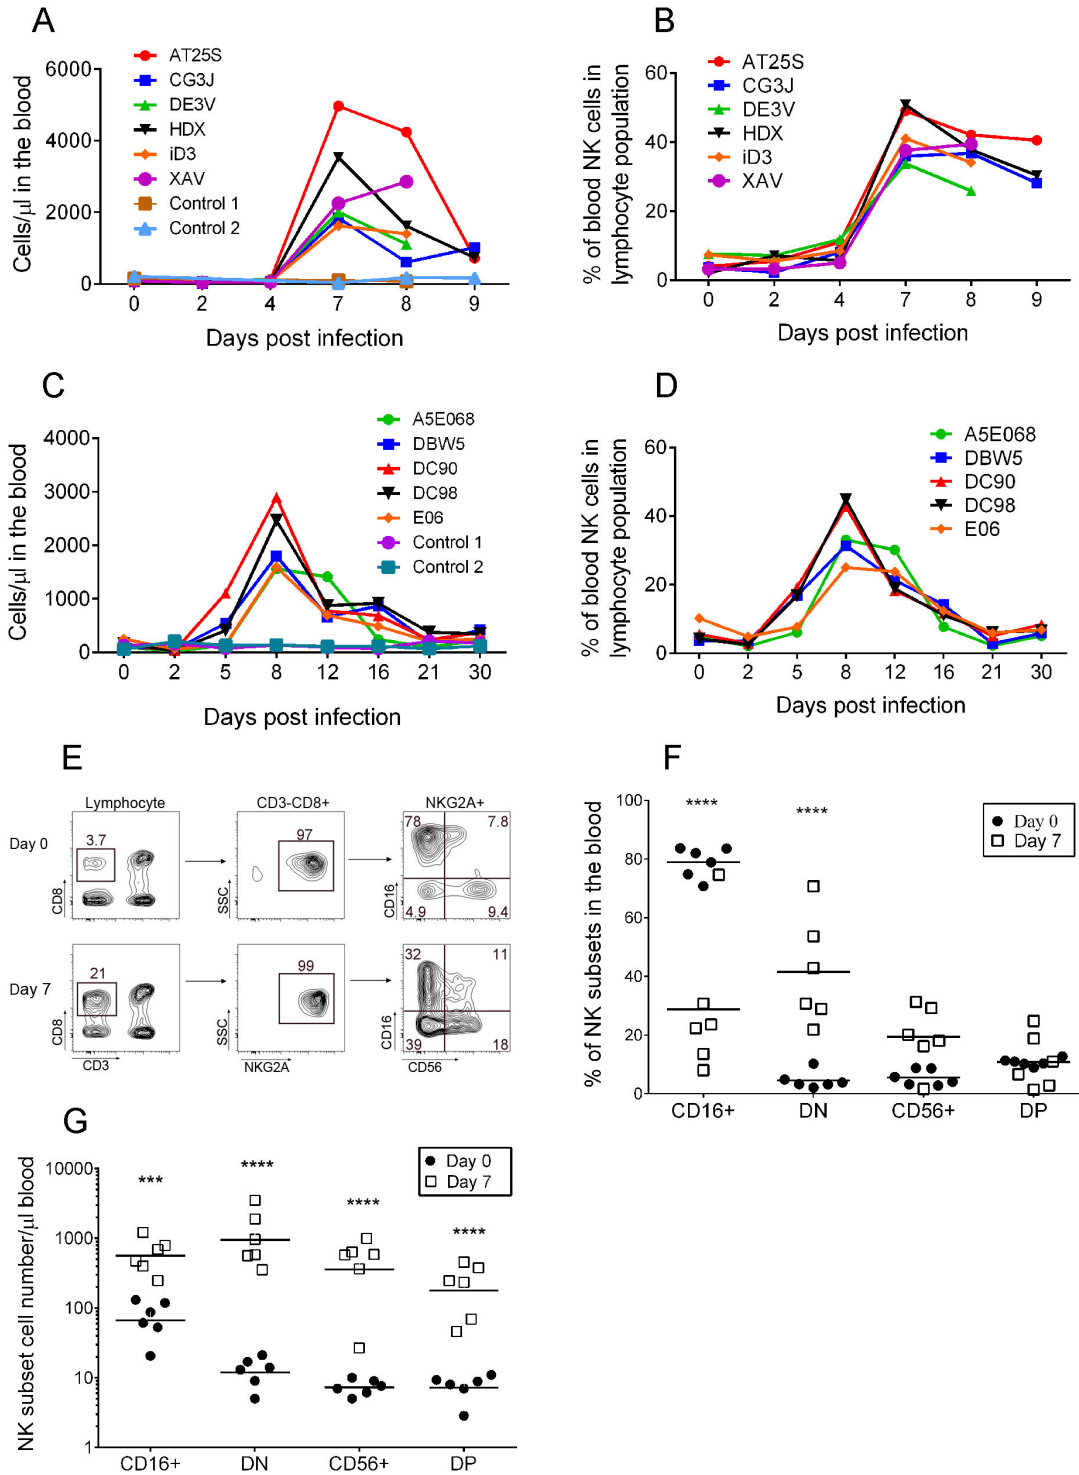 A
AT25S
CG3J
DE3V
HDX
iD3
XAV
Control 1
Control 2
Cells/µl in the blood
6000
4000
2000
0
0 2 4 7 8 9
Days post infection
B
AT25S
CG3J
DE3V
HDX
iD3
XAV
% of blood NK cells in
lymphocyte population
60
40
20
0
0 2 4 7 8 9
Days post infection
C
A5E068
DBW5
DC90
DC98
E06
Control 1
Control 2
Cells/µl in the blood
4000
3000
2000
1000
0
0 2 5 8 12 16 21 30
Days post infection
D
A5E068
DBW5
DC90
DC98
E06
% of blood NK cells in
lymphocyte population
60
40
20
0
0 2 5 8 12 16 21 30
Days post infection
E
Lymphocyte
CD3-CD8+
NKG2A+
Day 0
3.7
CD8
97
SSC
78 7.8
CD16
4.9 9.4
Day 7
21
CD8
CD3
99
SSC
NKG2A
32 11
CD16
39 18
CD56
F
Day 0
Day 7
**** ****
% of NK subsets in the blood
100
80
60
40
20
0
CD16+ DN CD56+ DP
G
Day 0
Day 7
*** **** **** ****
NK subset cell number/µl blood
10000
1000
100
10
1
CD16+ DN CD56+ DP